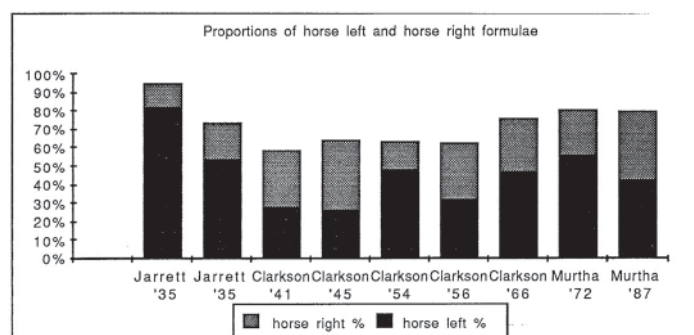 Proportions of horse left and horse right formulae
100%
90%
80%
70%
60%
50%
40%
30%
20%
10%
0%
Jarrett Jarrett Clarkson Clarkson Clarkson Clarkson Clarkson Murtha Murtha
'35 '35 '41 '45 '54 '56 '66 '72 '87
horse right % horse left %